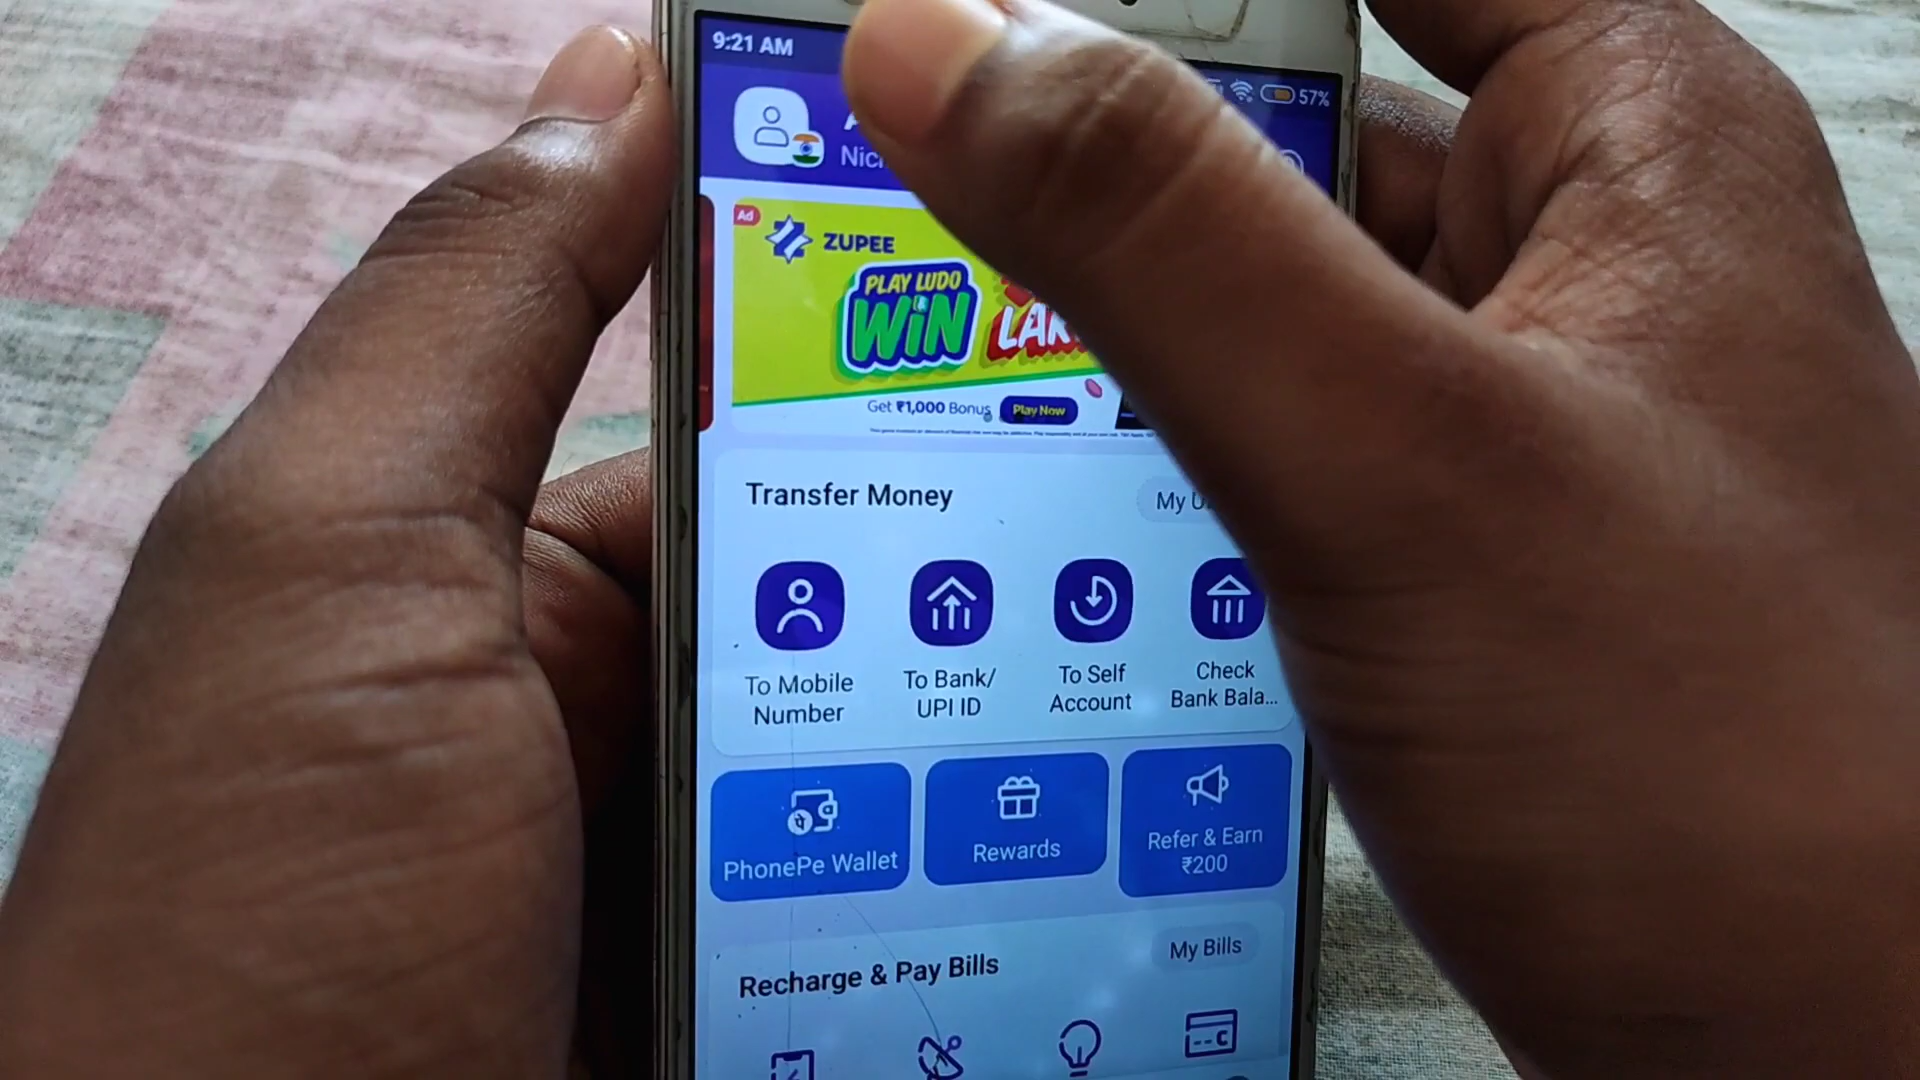 9:21 AM
57%
Ad
ZUPEE
PLAY LUDO
&
WiN
Get ₹1,000 Bonus
Play Now
Transfer Money
My
To Mobile
Number
To Bank/
UPI ID
To Self
Account
Check
Bank Bala...
PhonePe Wallet
Rewards
Refer & Earn
₹200
Recharge & Pay Bills
My Bills